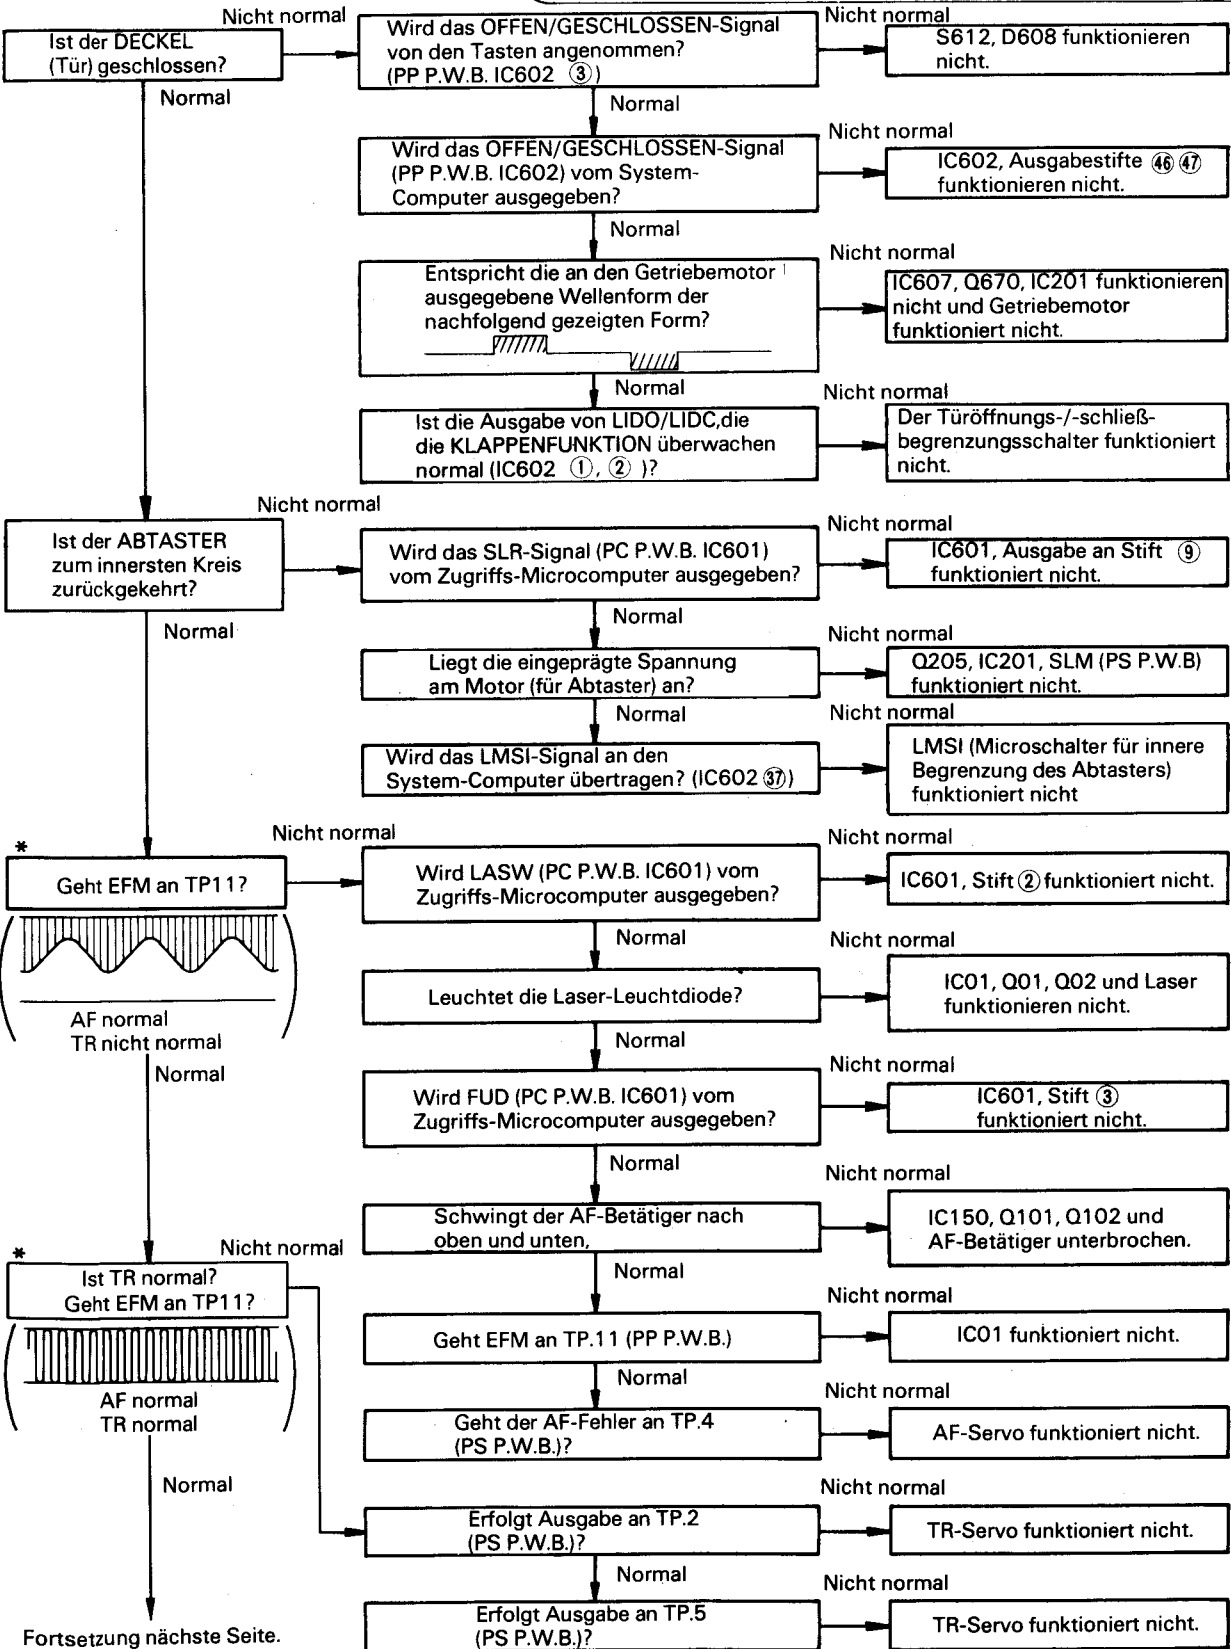 Nicht normal
Nicht normal
Ist der DECKEL
(Tür) geschlossen?
Wird das OFFEN/GESCHLOSSEN-Signal
von den Tasten angenommen?
(PP P.W.B. IC602 ③)
S612, D608 funktionieren
nicht.
Normal
Normal
Nicht normal
Wird das OFFEN/GESCHLOSSEN-Signal
(PP P.W.B. IC602) vom System-
Computer ausgegeben?
IC602, Ausgabestifte ㊻ ㊼
funktionieren nicht.
Normal
Nicht normal
Entspricht die an den Getriebemotor
ausgegebene Wellenform der
nachfolgend gezeigten Form?
IC607, Q670, IC201 funktionieren
nicht und Getriebemotor
funktioniert nicht.
Normal
Nicht normal
Ist die Ausgabe von LIDO/LIDC,die
die KLAPPENFUNKTION überwachen
normal (IC602 ①, ② )?
Der Türöffnungs-/-schließ-
begrenzungsschalter funktioniert
nicht.
Nicht normal
Nicht normal
Ist der ABTASTER
zum innersten Kreis
zurückgekehrt?
Wird das SLR-Signal (PC P.W.B. IC601)
vom Zugriffs-Microcomputer ausgegeben?
IC601, Ausgabe an Stift ⑨
funktioniert nicht.
Normal
Normal
Nicht normal
Liegt die eingeprägte Spannung
am Motor (für Abtaster) an?
Q205, IC201, SLM (PS P.W.B)
funktioniert nicht.
Normal
Nicht normal
Wird das LMSI-Signal an den
System-Computer übertragen? (IC602 ㊲)
LMSI (Microschalter für innere
Begrenzung des Abtasters)
funktioniert nicht
Nicht normal
Nicht normal
*
Geht EFM an TP11?
Wird LASW (PC P.W.B. IC601) vom
Zugriffs-Microcomputer ausgegeben?
IC601, Stift ② funktioniert nicht.
Normal
Nicht normal
AF normal
TR nicht normal
Leuchtet die Laser-Leuchtdiode?
IC01, Q01, Q02 und Laser
funktionieren nicht.
Normal
Normal
Nicht normal
Wird FUD (PC P.W.B. IC601) vom
Zugriffs-Microcomputer ausgegeben?
IC601, Stift ③
funktioniert nicht.
Normal
Nicht normal
Schwingt der AF-Betätiger nach
oben und unten,
IC150, Q101, Q102 und
AF-Betätiger unterbrochen.
*
Nicht normal
Ist TR normal?
Geht EFM an TP11?
Normal
Nicht normal
Geht EFM an TP.11 (PP P.W.B.)
IC01 funktioniert nicht.
AF normal
TR normal
Normal
Nicht normal
Geht der AF-Fehler an TP.4
(PS P.W.B.)?
AF-Servo funktioniert nicht.
Normal
Nicht normal
Erfolgt Ausgabe an TP.2
(PS P.W.B.)?
TR-Servo funktioniert nicht.
Normal
Nicht normal
Erfolgt Ausgabe an TP.5
(PS P.W.B.)?
TR-Servo funktioniert nicht.
Fortsetzung nächste Seite.